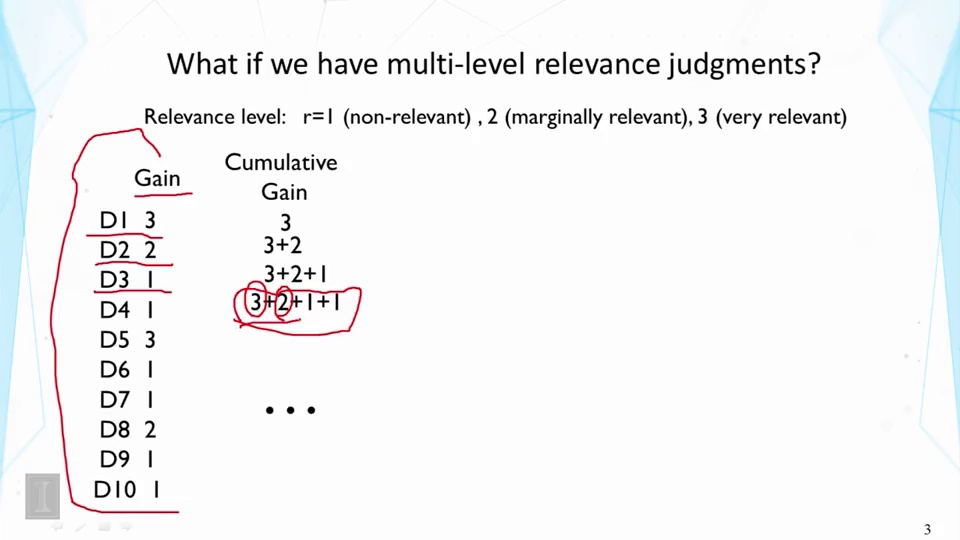 What if we have multi-level relevance judgments?
Relevance level: r=1 (non-relevant) , 2 (marginally relevant), 3 (very relevant)
Gain
D1 3
D2 2
D3 1
D4 1
D5 3
D6 1
D7 1
D8 2
D9 1
D10 1
Cumulative
Gain
3
3+2
3+2+1
3+2+1+1
• • •
I
3